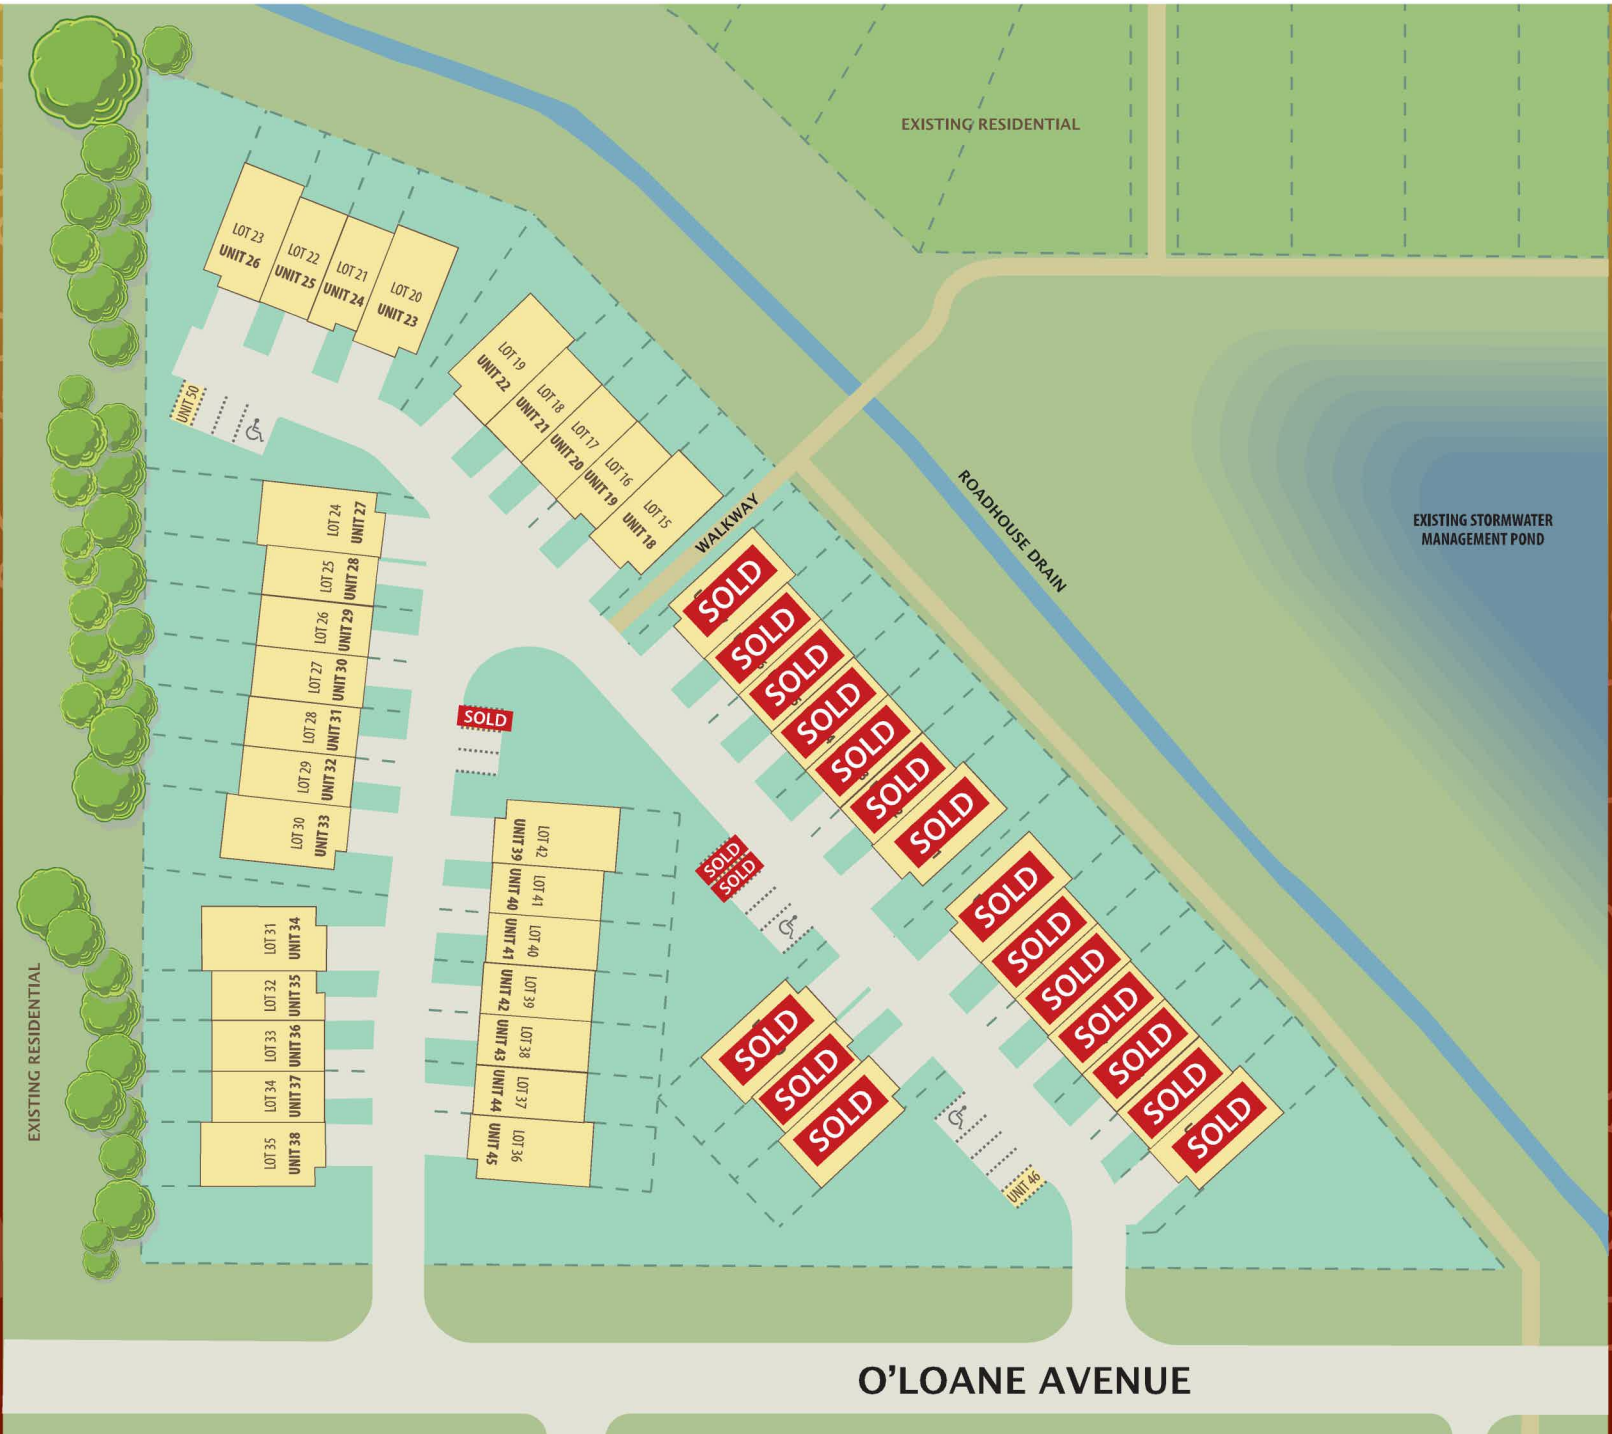 EXISTING RESIDENTIAL
LOT 23
UNIT 26
LOT 22
UNIT 25
LOT 21
UNIT 24
LOT 20
UNIT 23
LOT 19
UNIT 22
LOT 18
UNIT 21
LOT 17
UNIT 20
LOT 16
UNIT 19
LOT 15
UNIT 18
UNIT 50
WALKWAY
ROADHOUSE DRAIN
EXISTING STORMWATER
MANAGEMENT POND
LOT 24
UNIT 27
LOT 25
UNIT 28
LOT 26
UNIT 29
LOT 27
UNIT 30
LOT 28
UNIT 31
LOT 29
UNIT 32
LOT 30
UNIT 33
SOLD
SOLD
SOLD
SOLD
SOLD
SOLD
SOLD
SOLD
SOLD
SOLD
LOT 42
UNIT 39
LOT 41
UNIT 40
LOT 40
UNIT 41
LOT 39
UNIT 42
LOT 38
UNIT 43
LOT 37
UNIT 44
LOT 36
UNIT 45
LOT 31
UNIT 34
LOT 32
UNIT 35
LOT 33
UNIT 36
LOT 34
UNIT 37
LOT 35
UNIT 38
SOLD
SOLD
SOLD
SOLD
SOLD
SOLD
SOLD
SOLD
SOLD
SOLD
UNIT 46
EXISTING RESIDENTIAL
O'LOANE AVENUE